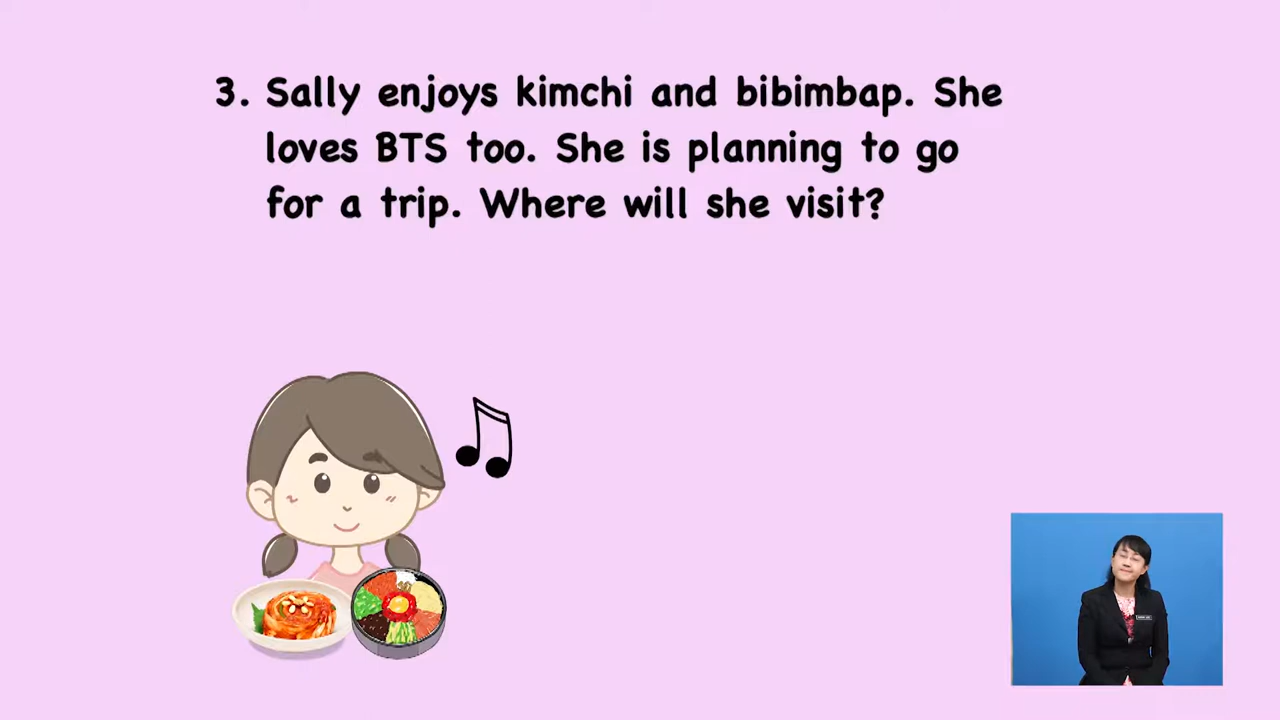 3. Sally enjoys kimchi and bibimbap. She
loves BTS too. She is planning to go
for a trip. Where will she visit?